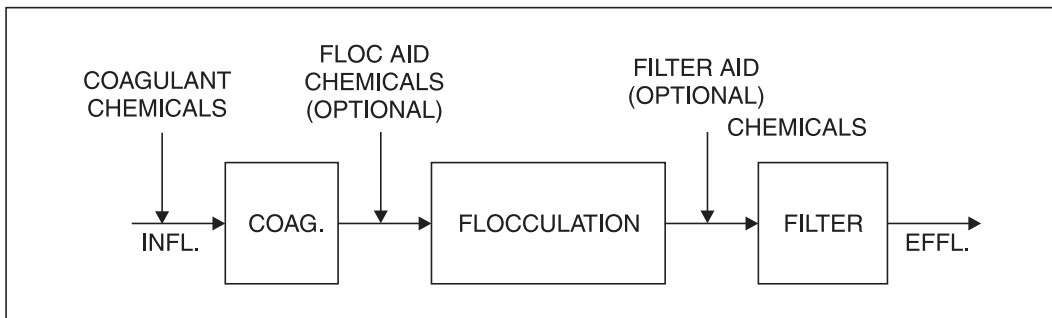 COAGULANT
CHEMICALS
FLOC AID
CHEMICALS
(OPTIONAL)
FILTER AID
(OPTIONAL)
CHEMICALS
INFL.
COAG.
FLOCCULATION
FILTER
EFFL.